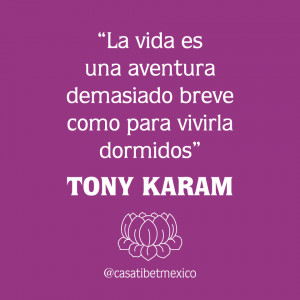 “La vida es
una aventura
demasiado breve
como para vivirla
dormidos”
TONY KARAM
@casatibetmexico